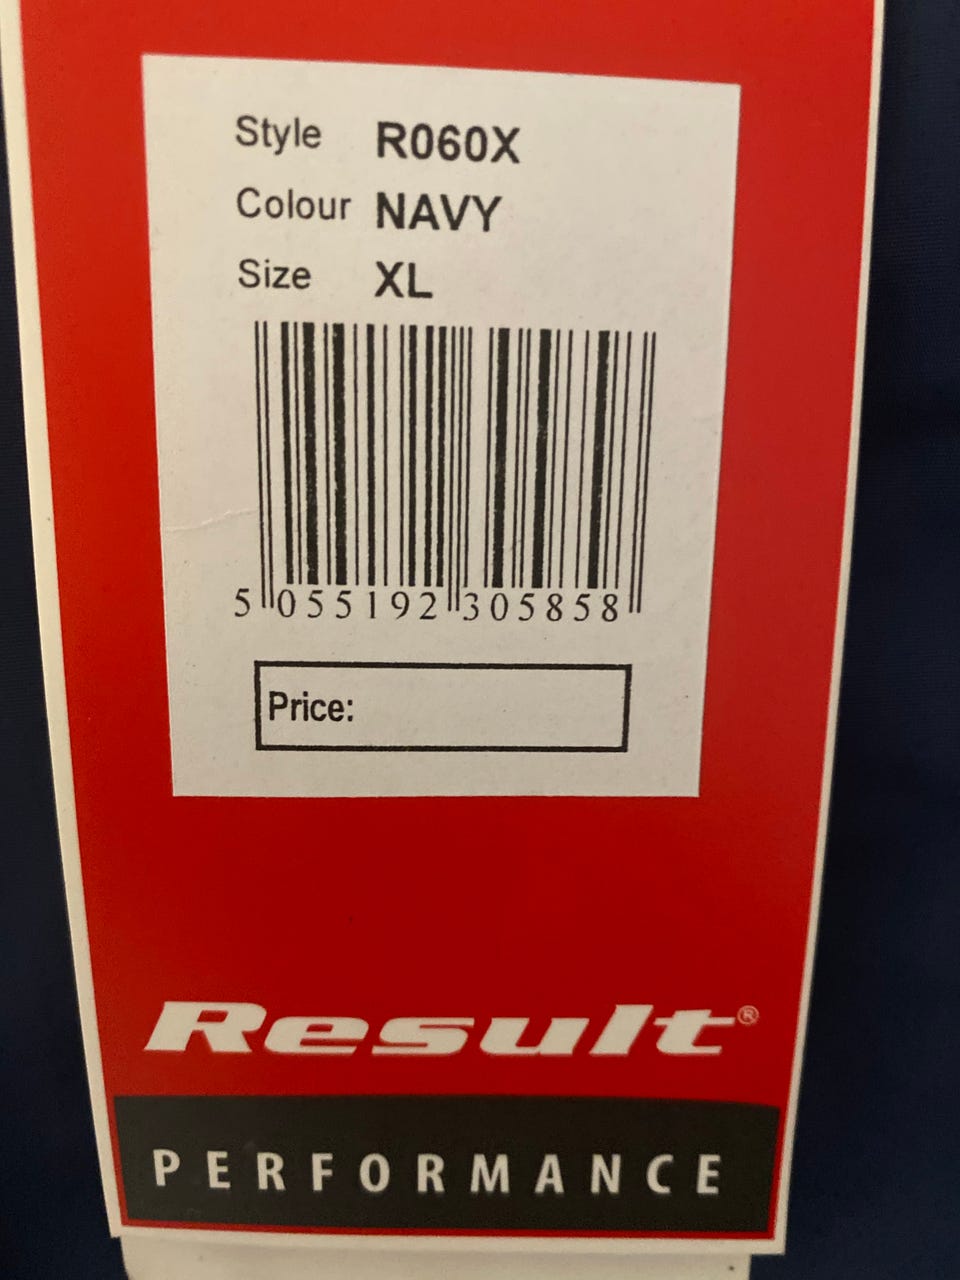 Style R060X
Colour NAVY
Size XL
5 055192 305858
Price:
Result®
PERFORMANCE